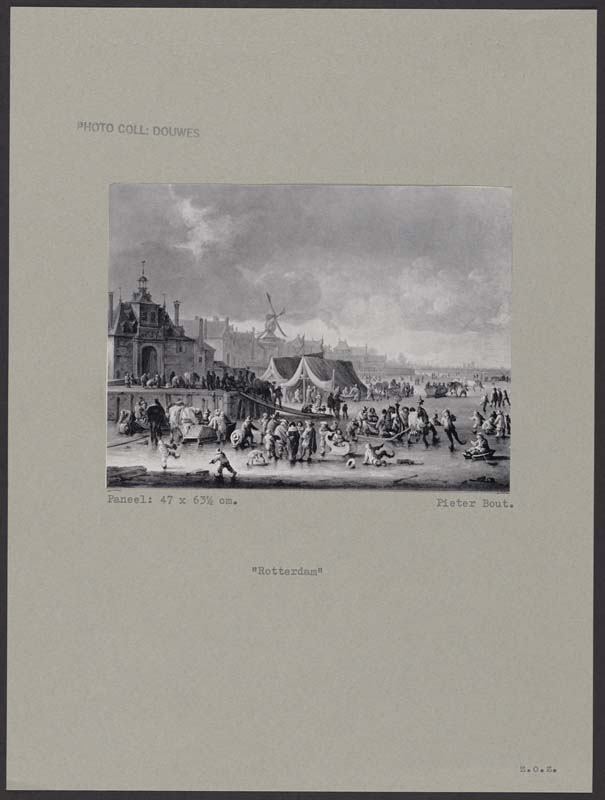 PHOTO COLL: DOUWES
Paneel: 47 x 63½ cm.
Pieter Bout.
"Rotterdam"
z.o.z.